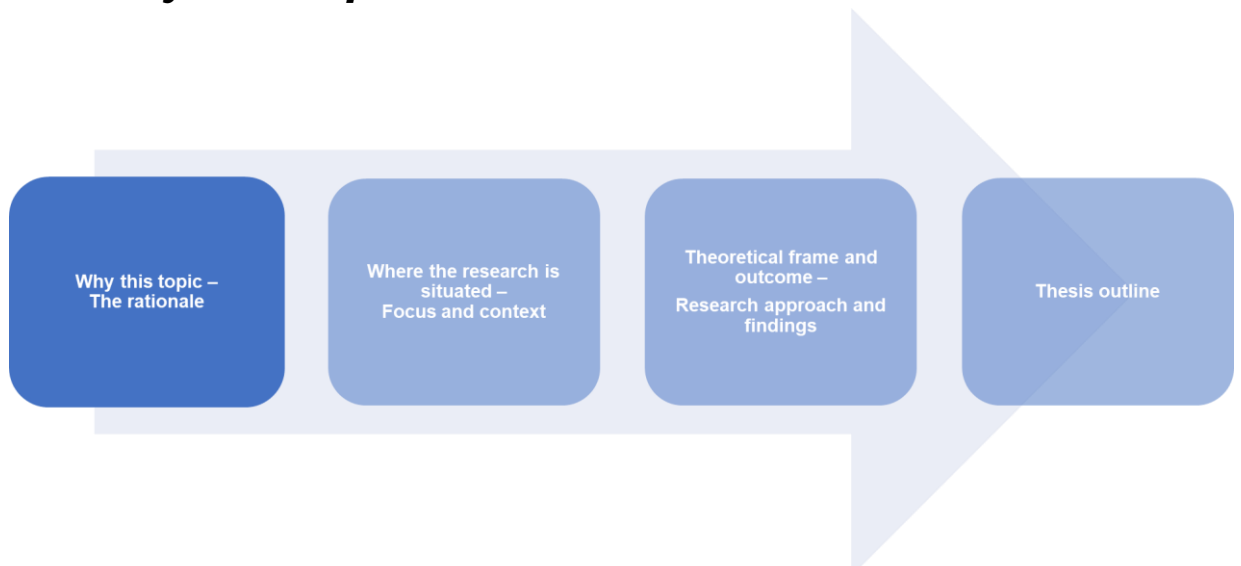 Why this topic –
The rationale
Where the research is
situated –
Focus and context
Theoretical frame and
outcome –
Research approach and
findings
Thesis outline